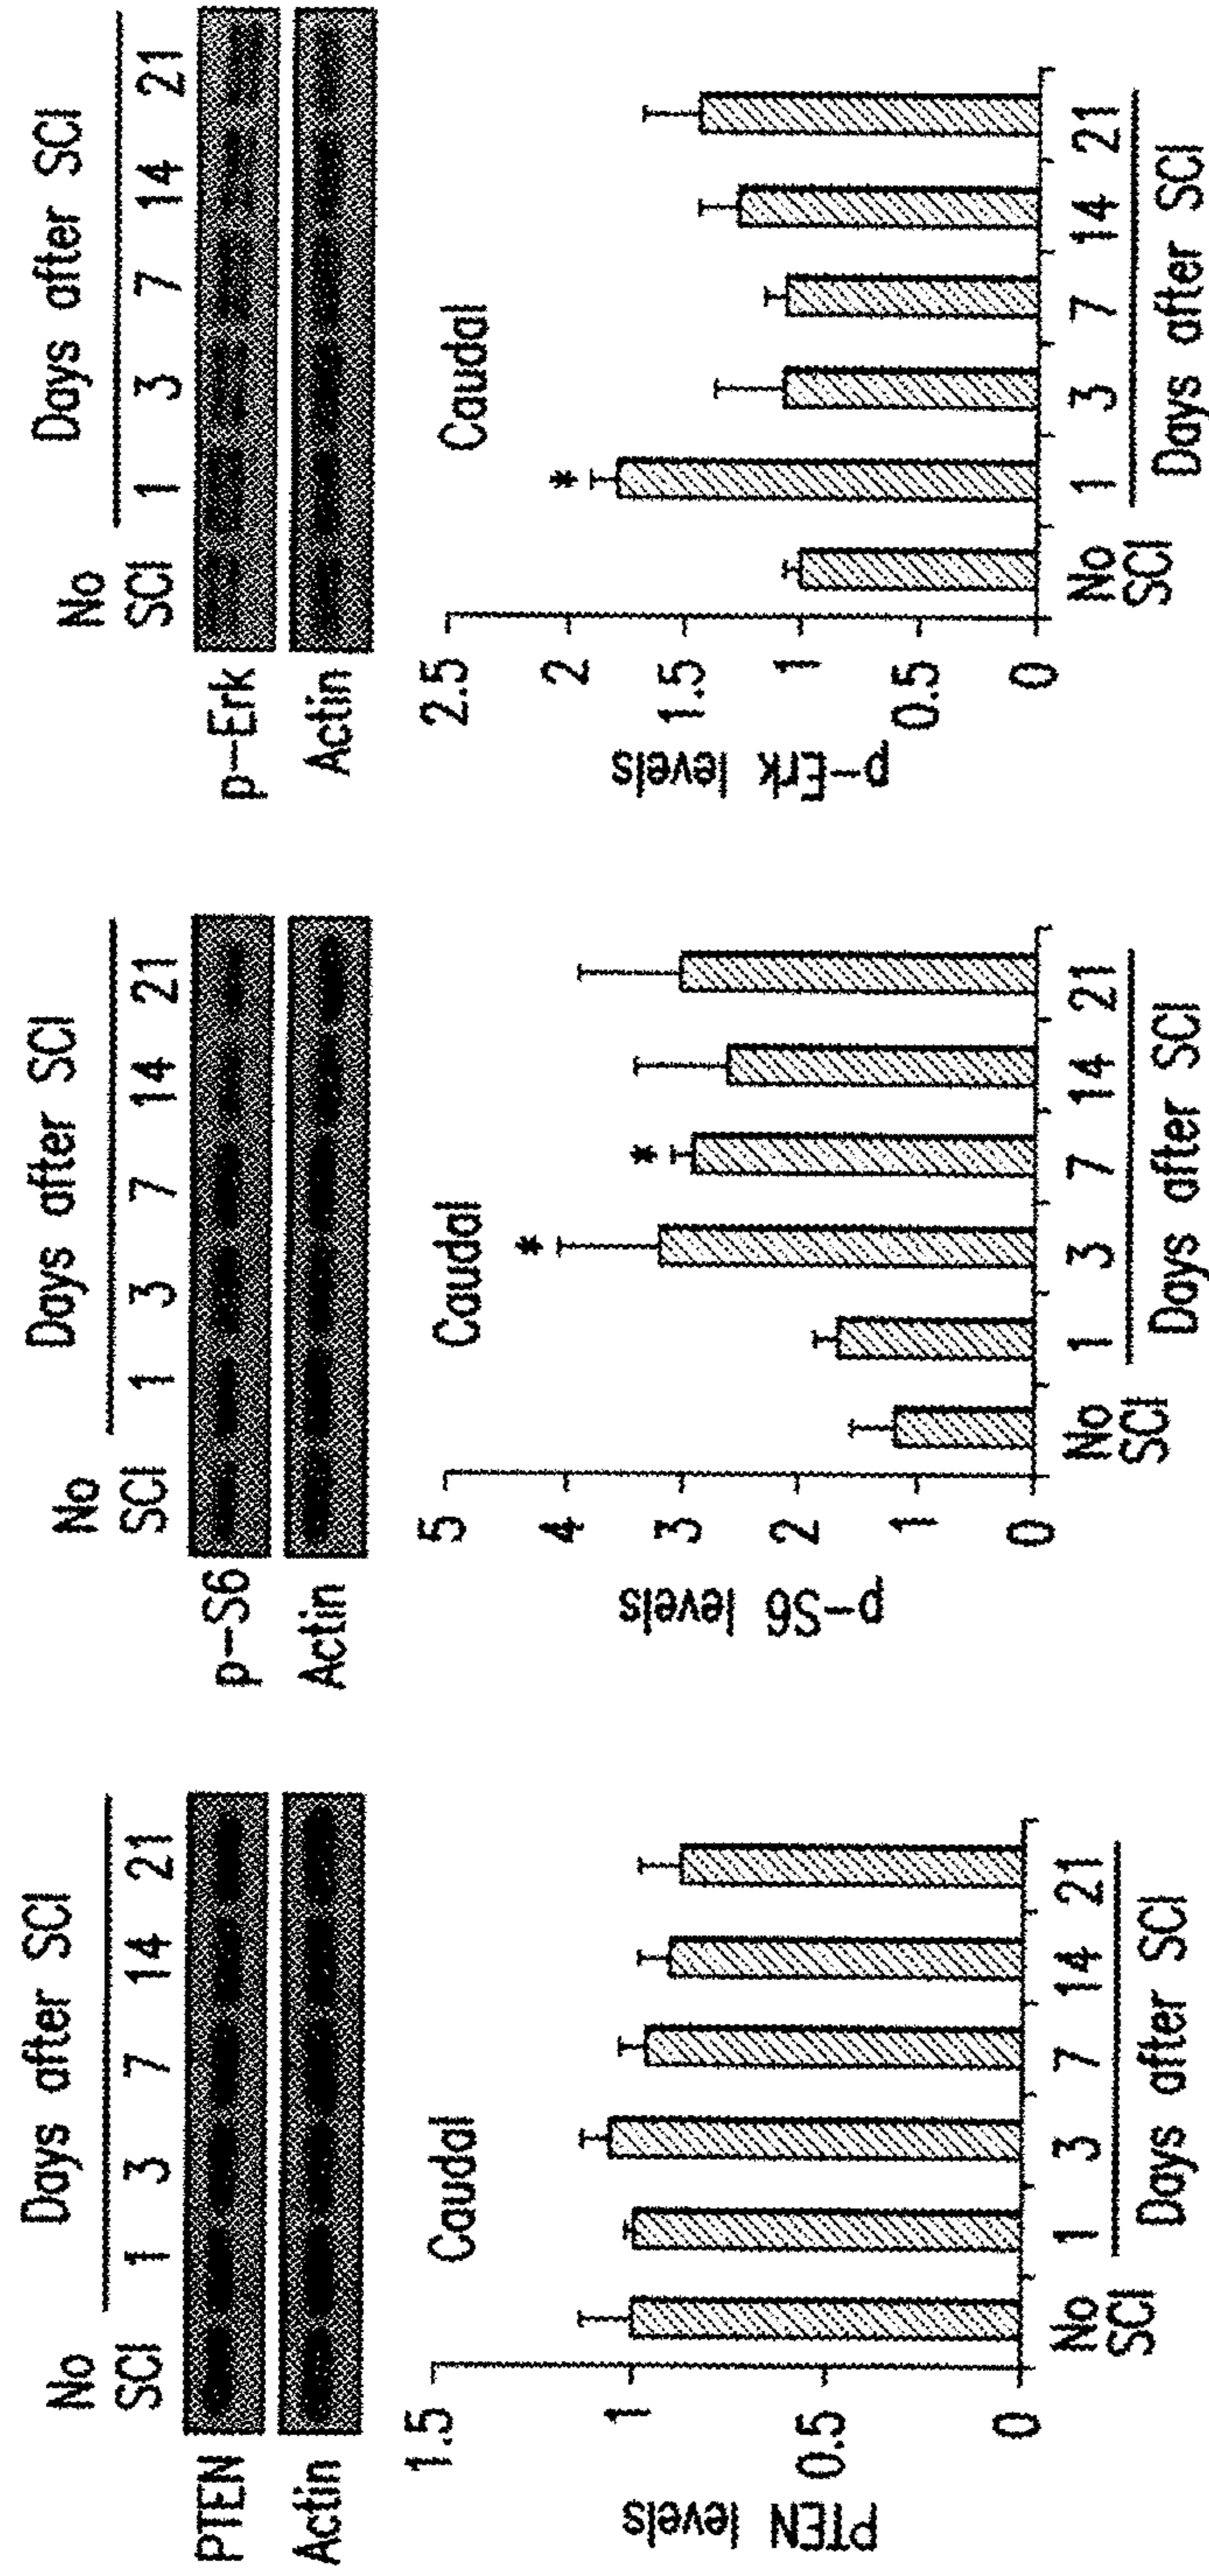 No
SCI
Days after SCI
1 3 7 14 21
PTEN
Actin
Caudal
PTEN levels
1.5
1
0.5
0
No
SCI
1 3 7 14 21
Days after SCI
No
SCI
Days after SCI
1 3 7 14 21
p-S6
Actin
Caudal
p-S6 levels
5
4
3
2
1
0
*
*
No
SCI
1 3 7 14 21
Days after SCI
No
SCI
Days after SCI
1 3 7 14 21
p-Erk
Actin
Caudal
p-Erk levels
2.5
2
1.5
1
0.5
0
*
No
SCI
1 3 7 14 21
Days after SCI